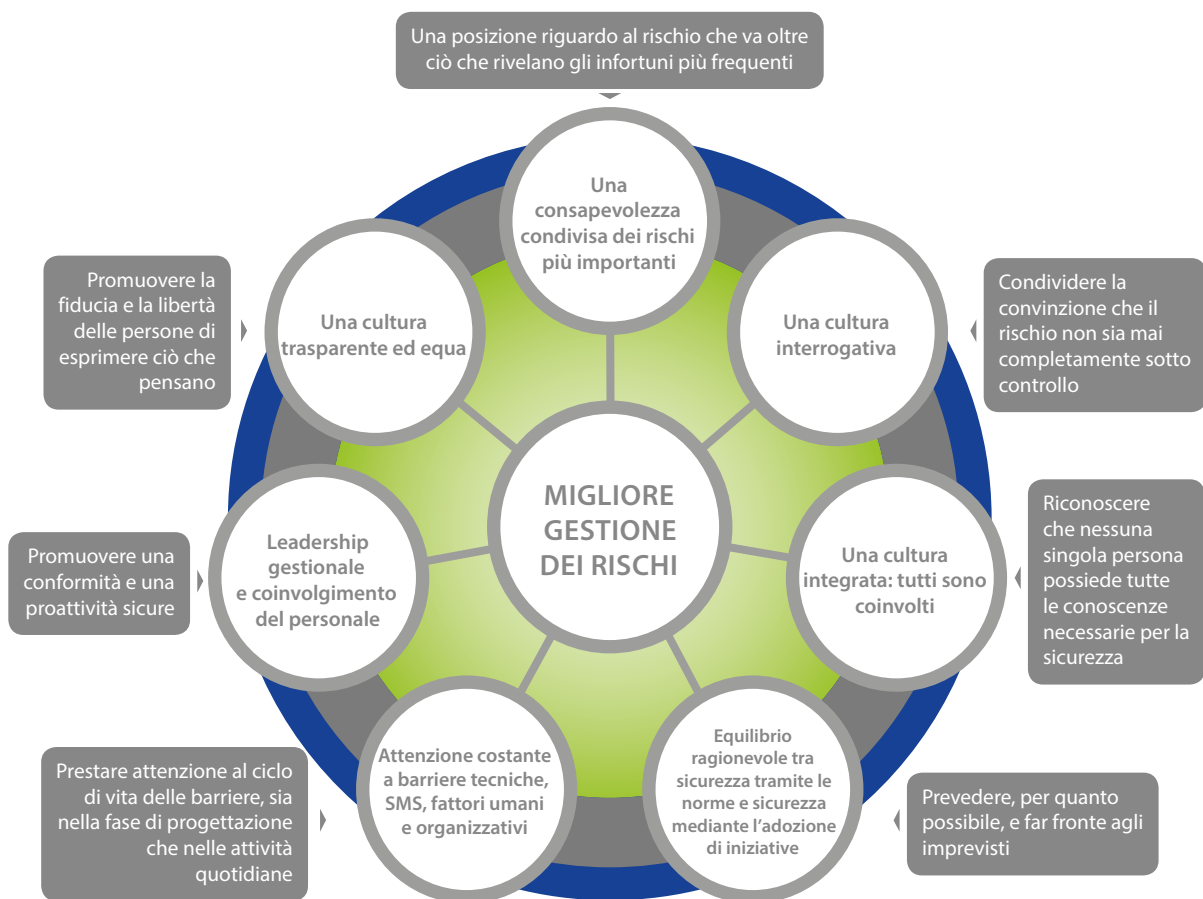 Una posizione riguardo al rischio che va oltre
ciò che rivelano gli infortuni più frequenti
Una
consapevolezza
condivisa dei rischi
più importanti
Promuovere la
fiducia e la libertà
delle persone di
esprimere ciò che
pensano
Una cultura
trasparente ed equa
Una cultura
interrogativa
Condividere la
convinzione che il
rischio non sia mai
completamente sotto
controllo
MIGLIORE
GESTIONE
DEI RISCHI
Promuovere una
conformità e una
proattività sicure
Leadership
gestionale
e coinvolgimento
del personale
Una cultura
integrata: tutti sono
coinvolti
Riconoscere
che nessuna
singola persona
possiede tutte
le conoscenze
necessarie per la
sicurezza
Prestare attenzione al ciclo
di vita delle barriere, sia
nella fase di progettazione
che nelle attività
quotidiane
Attenzione costante
a barriere tecniche,
SMS, fattori umani
e organizzativi
Equilibrio
ragionevole tra
sicurezza tramite le
norme e sicurezza
mediante l’adozione
di iniziative
Prevedere, per quanto
possibile, e far fronte agli
imprevisti